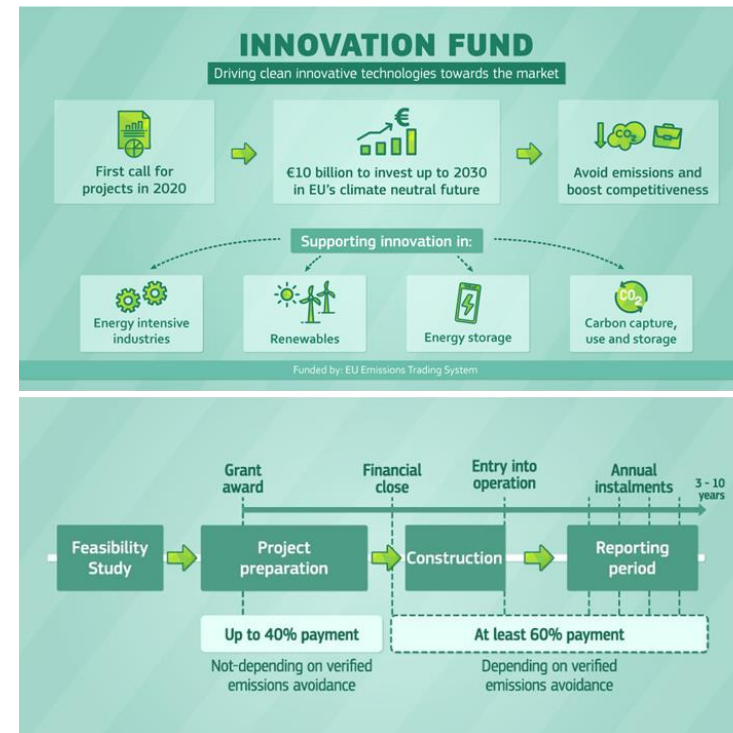 INNOVATION FUND
Driving clean innovative technologies towards the market
€
First call for
projects in 2020
€10 billion to invest up to 2030
in EU's climate neutral future
CO₂
Avoid emissions and
boost competitiveness
Supporting innovation in:
Energy intensive
industries
Renewables
Energy storage
CO₂
Carbon capture,
use and storage
Funded by: EU Emissions Trading System
Grant
award
Financial
close
Entry into
operation
Annual
instalments
3 - 10
years
Feasibility
Study
Project
preparation
Construction
Reporting
period
Up to 40% payment
At least 60% payment
Not-depending on verified
emissions avoidance
Depending on verified
emissions avoidance